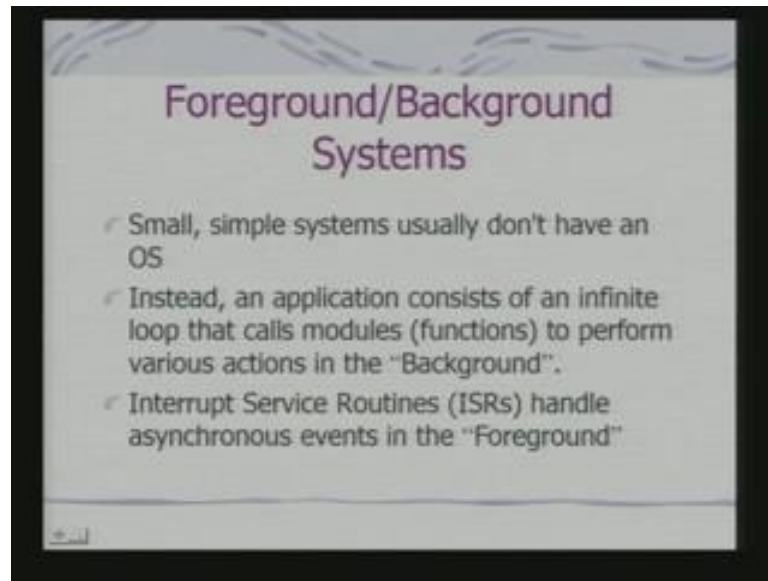 Foreground/Background
Systems
Small, simple systems usually don't have an
OS
Instead, an application consists of an infinite
loop that calls modules (functions) to perform
various actions in the “Background”.
Interrupt Service Routines (ISRs) handle
asynchronous events in the “Foreground”